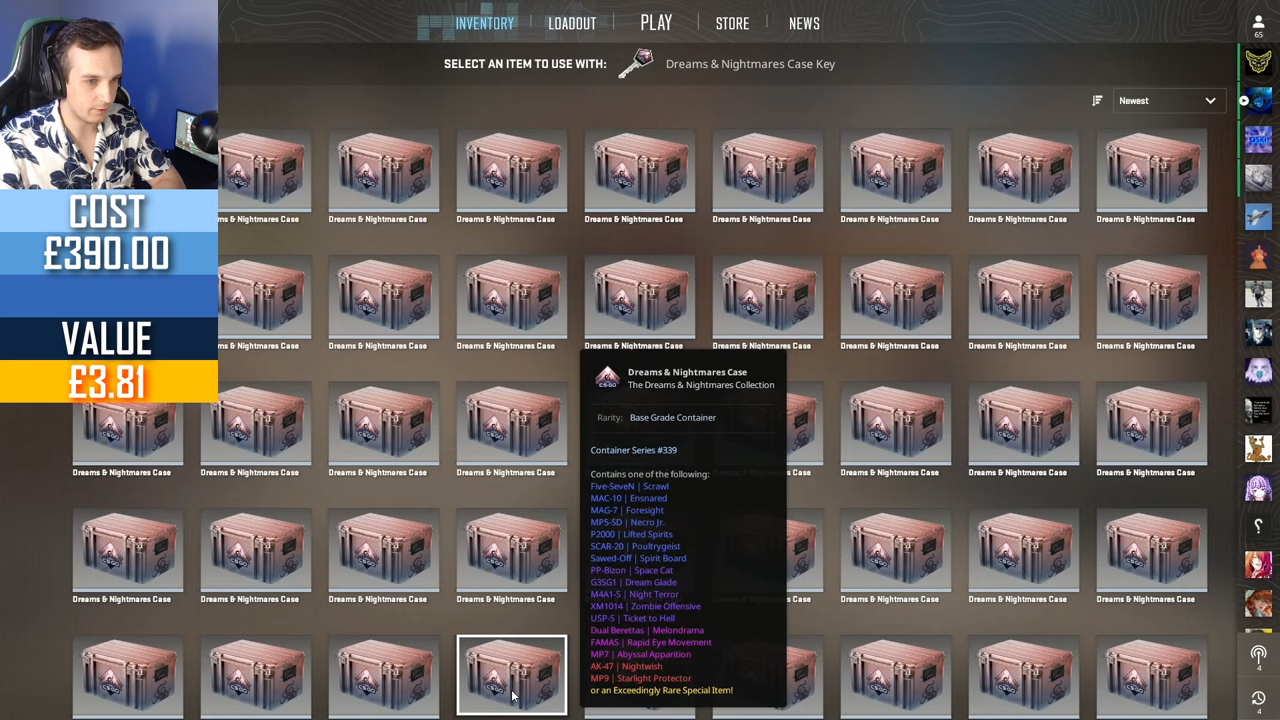 INVENTORY LOADOUT PLAY STORE NEWS
65
SELECT AN ITEM TO USE WITH: Dreams & Nightmares Case Key
Newest
COST
£390.00
VALUE
£3.81
ms & Nightmares Case Dreams & Nightmares Case Dreams & Nightmares Case Dreams & Nightmares Case Dreams & Nightmares Case Dreams & Nightmares Case Dreams & Nightmares Case Dreams & Nightmares Case
ms & Nightmares Case Dreams & Nightmares Case Dreams & Nightmares Case Dreams & Nightmares Case Dreams & Nightmares Case Dreams & Nightmares Case Dreams & Nightmares Case Dreams & Nightmares Case
Dreams & Nightmares Case
The Dreams & Nightmares Collection
Rarity: Base Grade Container
Container Series #339
Contains one of the following:
Five-SeveN | Scrawl
MAC-10 | Ensnared
MAG-7 | Foresight
MP5-SD | Necro Jr.
P2000 | Lifted Spirits
SCAR-20 | Poultrygeist
Sawed-Off | Spirit Board
PP-Bizon | Space Cat
G3SG1 | Dream Glade
M4A1-S | Night Terror
XM1014 | Zombie Offensive
USP-S | Ticket to Hell
Dual Berettas | Melondrama
FAMAS | Rapid Eye Movement
MP7 | Abyssal Apparition
AK-47 | Nightwish
MP9 | Starlight Protector
or an Exceedingly Rare Special Item!
Dreams & Nightmares Case Dreams & Nightmares Case Dreams & Nightmares Case Dreams & Nightmares Case Dreams & Nightmares Case Dreams & Nightmares Case Dreams & Nightmares Case
Dreams & Nightmares Case Dreams & Nightmares Case Dreams & Nightmares Case Dreams & Nightmares Case Dreams & Nightmares Case Dreams & Nightmares Case Dreams & Nightmares Case
4
4